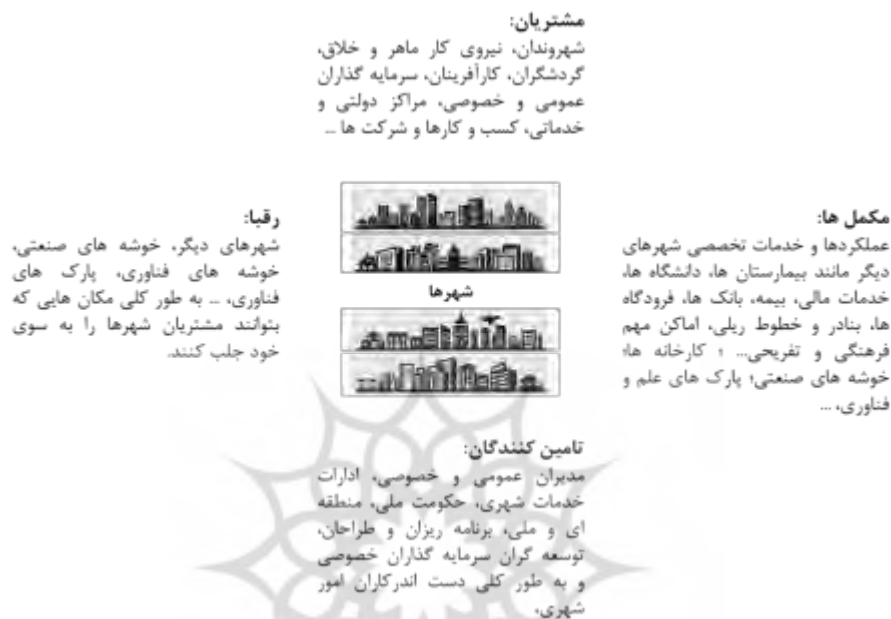 مشتریان:
شهروندان، نیروی کار ماهر و خلاق،
گردشگران، کارآفرینان، سرمایه گذاران
عمومی و خصوصی، مراکز دولتی و
خدماتی، کسب و کارها و شرکت ها ...
مکمل ها:
عملکردها و خدمات تخصصی شهرهای
دیگر مانند بیمارستان ها، دانشگاه ها،
خدمات مالی، بیمه، بانک ها، فرودگاه
ها، بنادر و خطوط ریلی، اماکن مهم
فرهنگی و تفریحی... ؛ کارخانه ها؛
خوشه های صنعتی؛ پارک های علم و
فناوری، ...
شهرها
رقبا:
شهرهای دیگر، خوشه های صنعتی،
خوشه های فناوری، پارک های
فناوری، ... به طور کلی مکان هایی که
بتوانند مشتریان شهرها را به سوی
خود جلب کنند.
تامین کنندگان:
مدیران عمومی و خصوصی، ادارات
خدمات شهری، حکومت ملی، منطقه
ای و ملی، برنامه ریزان و طراحان،
توسعه گران سرمایه گذاران خصوصی
و به طور کلی دست اندرکاران امور
شهری،